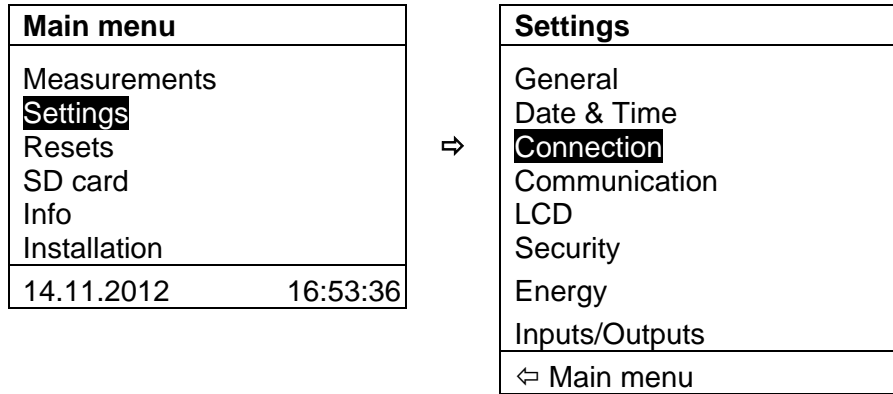 Main menu
Measurements
Settings
Resets
SD card
Info
Installation
14.11.2012 16:53:36
⇨
Settings
General
Date & Time
Connection
Communication
LCD
Security
Energy
Inputs/Outputs
⇦ Main menu